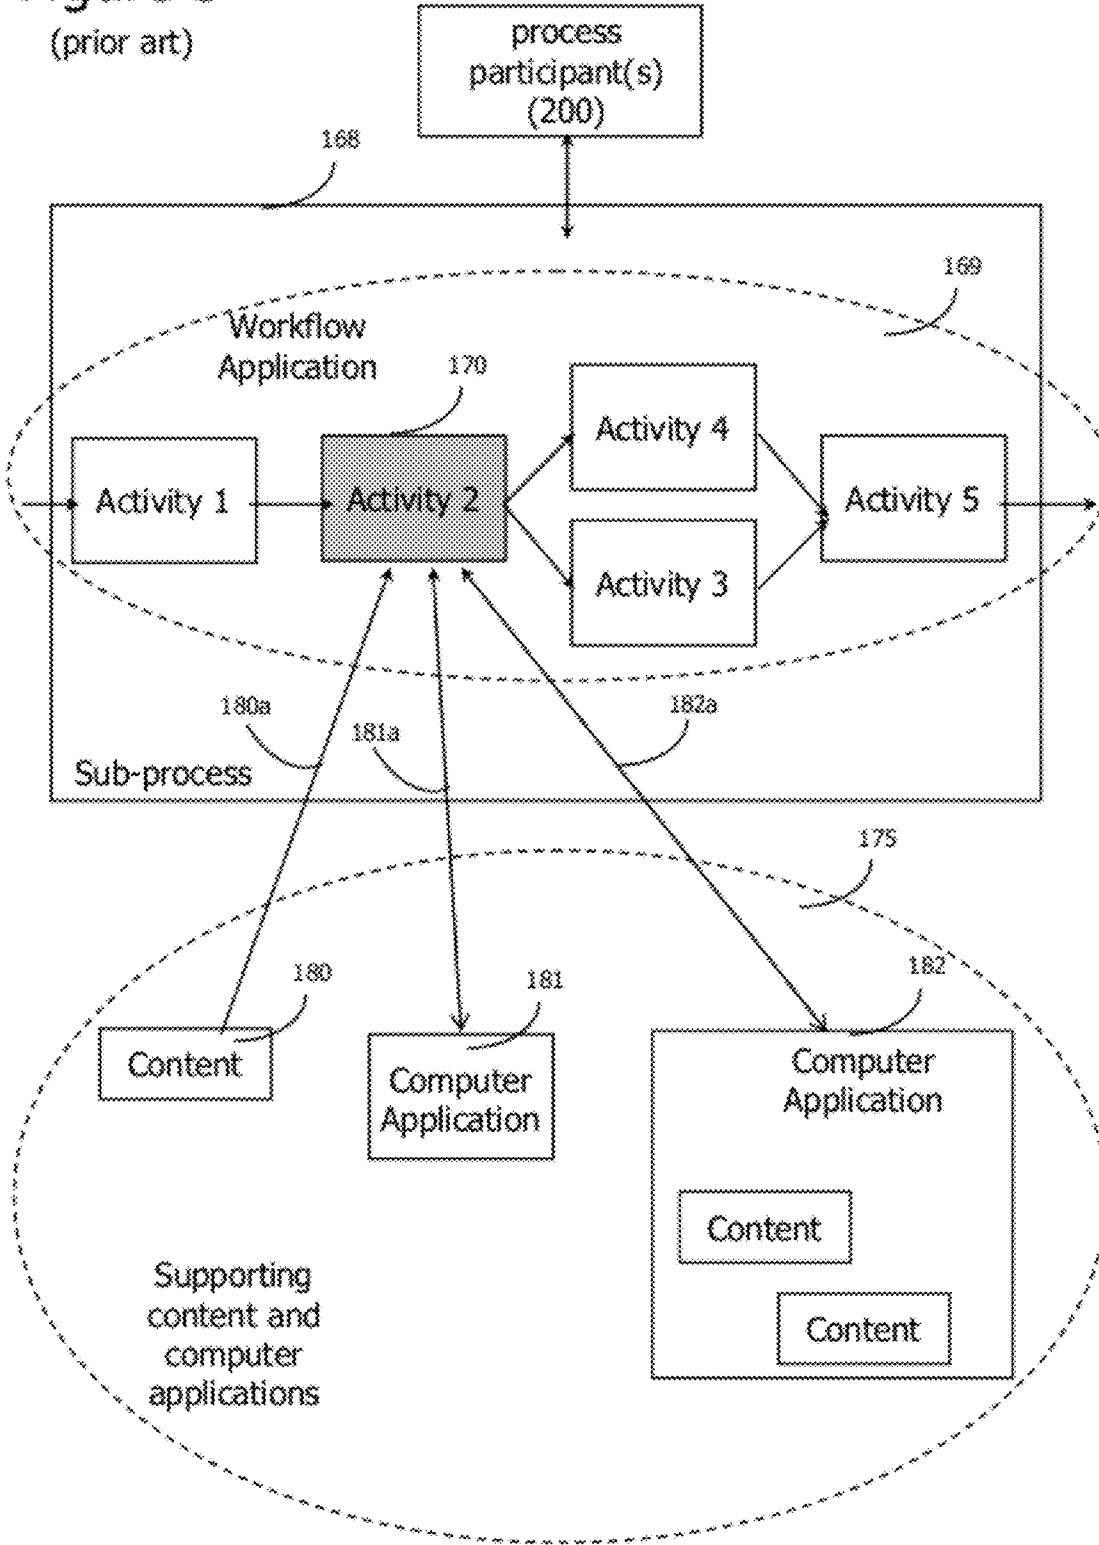 (prior art)
process
participant(s)
(200)
168
169
Workflow
Application
170
Activity 4
Activity 1
Activity 2
Activity 5
Activity 3
180a
181a
182a
Sub-process
175
180
181
182
Content
Computer
Application
Computer
Application
Content
Content
Supporting
content and
computer
applications